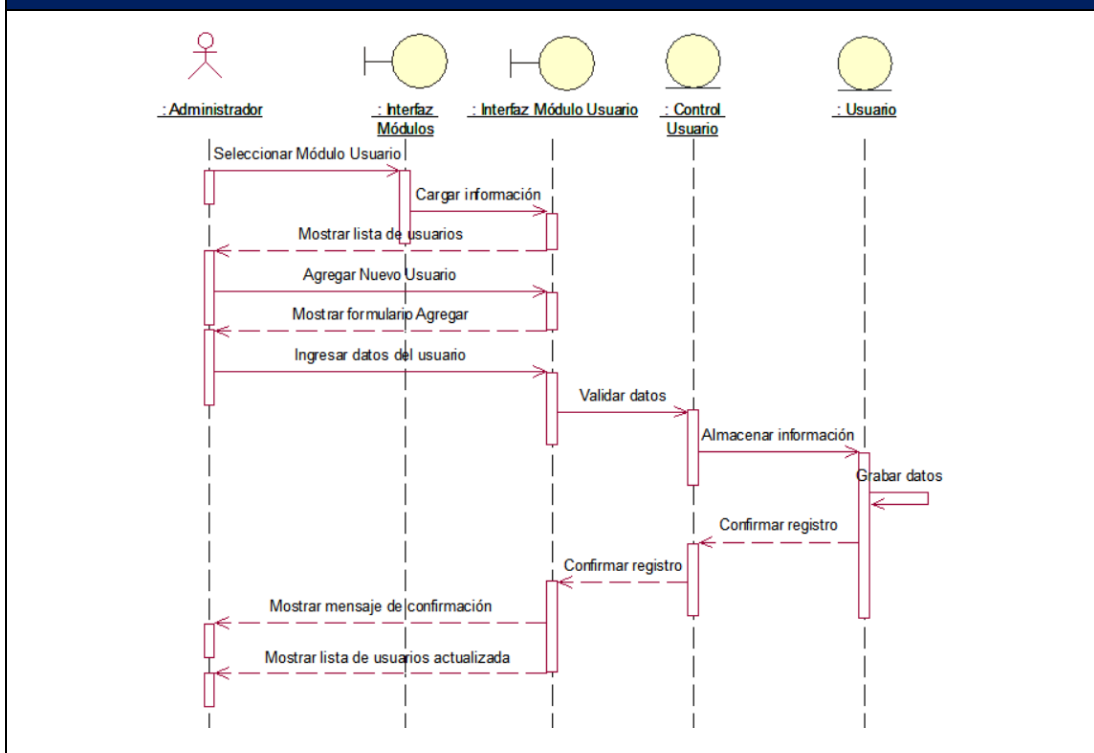 : Administrador
: Interfaz
Módulos
: Interfaz Módulo Usuario
: Control
Usuario
: Usuario
Seleccionar Módulo Usuario
Cargar información
Mostrar lista de usuarios
Agregar Nuevo Usuario
Mostrar formulario Agregar
Ingresar datos del usuario
Validar datos
Almacenar información
Grabar datos
Confirmar registro
Confirmar registro
Mostrar mensaje de confirmación
Mostrar lista de usuarios actualizada